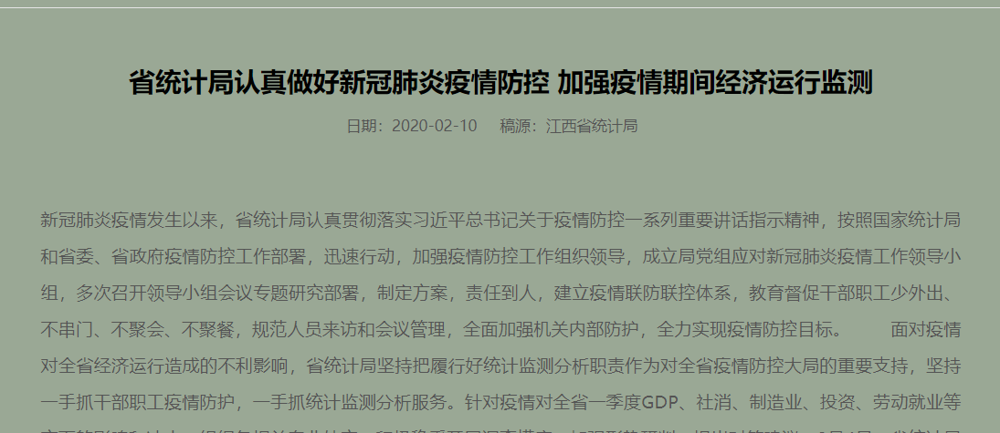 省统计局认真做好新冠肺炎疫情防控 加强疫情期间经济运行监测
日期：2020-02-10 稿源：江西省统计局
新冠肺炎疫情发生以来，省统计局认真贯彻落实习近平总书记关于疫情防控一系列重要讲话指示精神，按照国家统计局
和省委、省政府疫情防控工作部署，迅速行动，加强疫情防控工作组织领导，成立局党组应对新冠肺炎疫情工作领导小
组，多次召开领导小组会议专题研究部署，制定方案，责任到人，建立疫情联防联控体系，教育督促干部职工少外出、
不串门、不聚会、不聚餐，规范人员来访和会议管理，全面加强机关内部防护，全力实现疫情防控目标。 面对疫情
对全省经济运行造成的不利影响，省统计局坚持把履行好统计监测分析职责作为对全省疫情防控大局的重要支持，坚持
一手抓干部职工疫情防护，一手抓统计监测分析服务。针对疫情对全省一季度GDP、社消、制造业、投资、劳动就业等